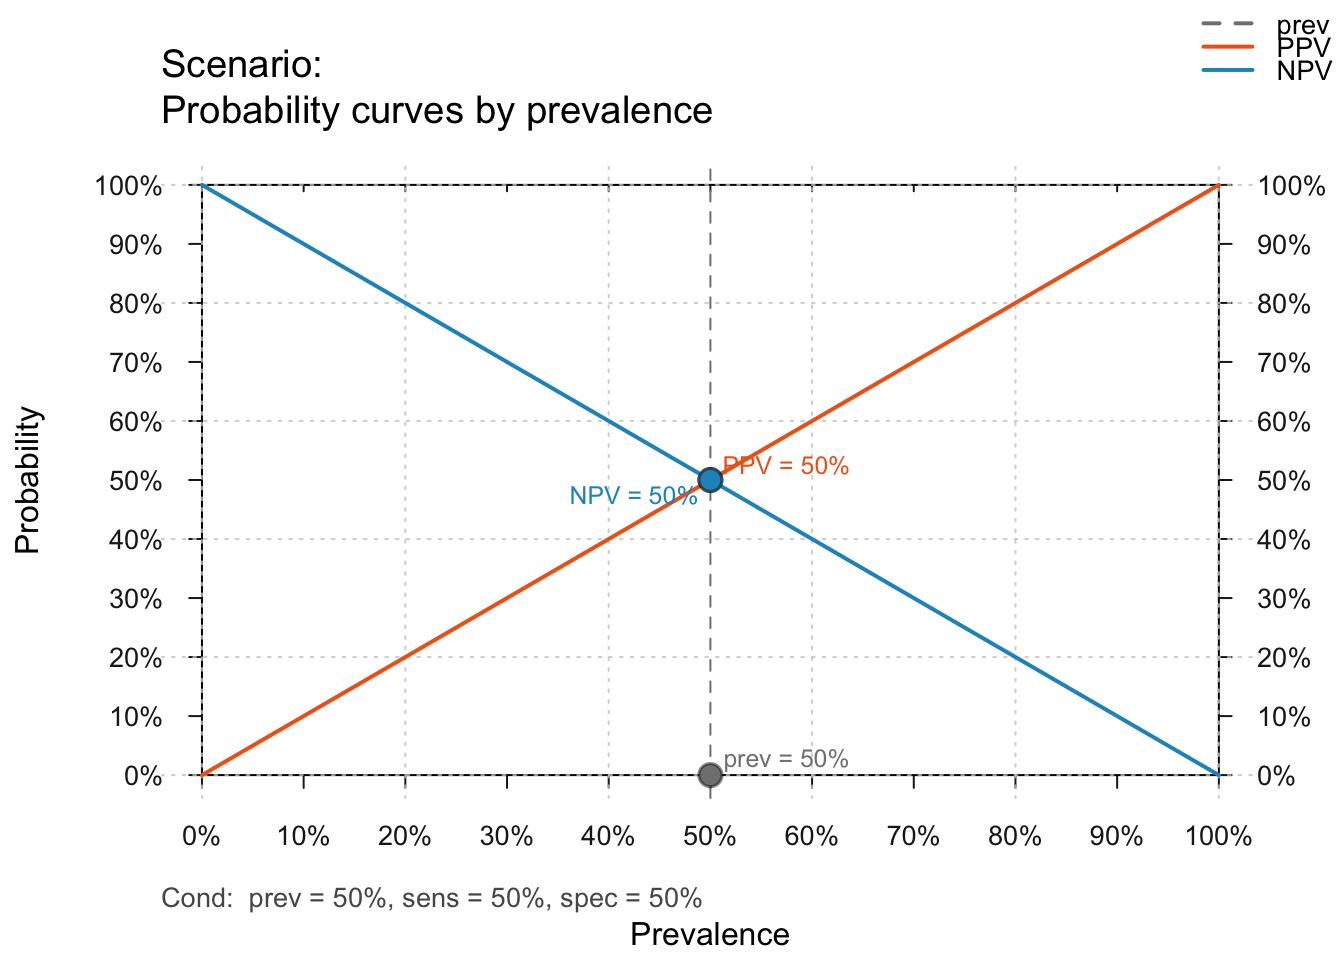 prev
PPV
NPV
Scenario:
Probability curves by prevalence
100% 100%
90% 90%
80% 80%
70% 70%
60% 60%
PPV = 50%
50% 50%
NPV = 50%
40% 40%
30% 30%
20% 20%
10% 10%
prev = 50%
0% 0%
Probability
0% 10% 20% 30% 40% 50% 60% 70% 80% 90% 100%
Cond:  prev = 50%, sens = 50%, spec = 50%
Prevalence